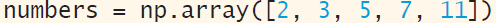 numbers = np.array([2, 3, 5, 7, 11])